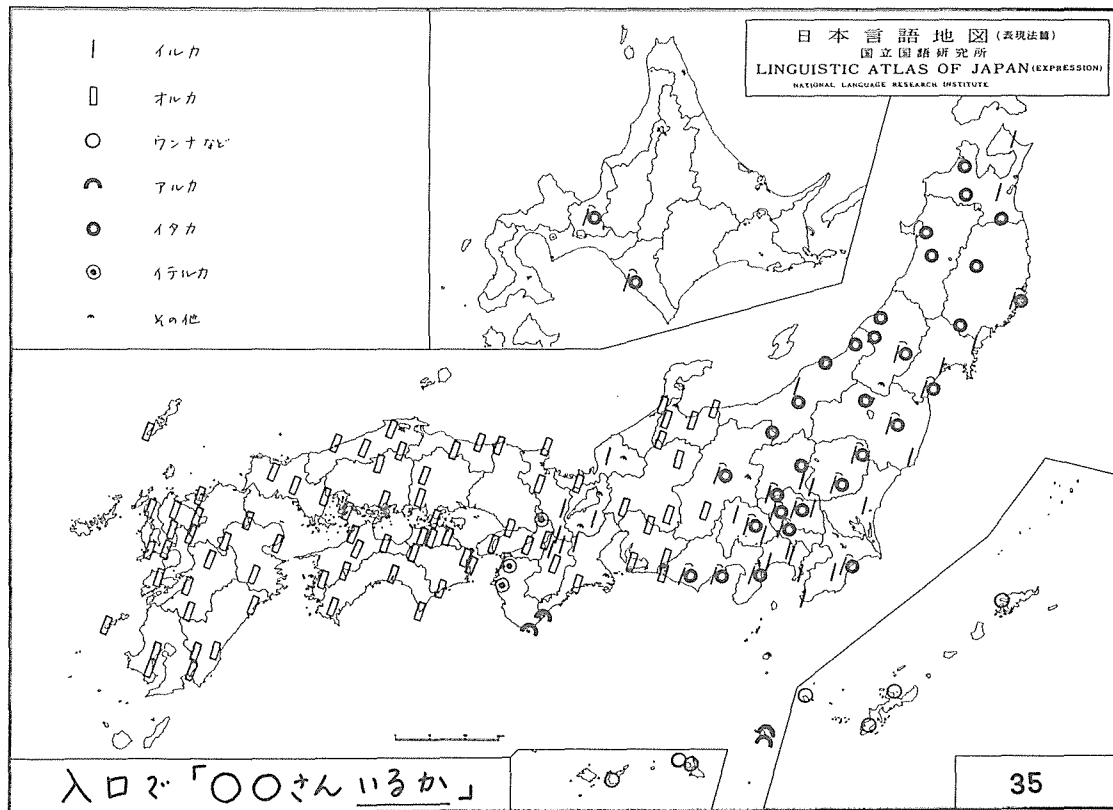 イルカ
オルカ
ウンナなど
アルカ
イタカ
イテルカ
その他
日本言語地図(表現法篇)
国立国語研究所
LINGUISTIC ATLAS OF JAPAN(EXPRESSION)
NATIONAL LANGUAGE RESEARCH INSTITUTE
入口で「○○さんいるか」
35